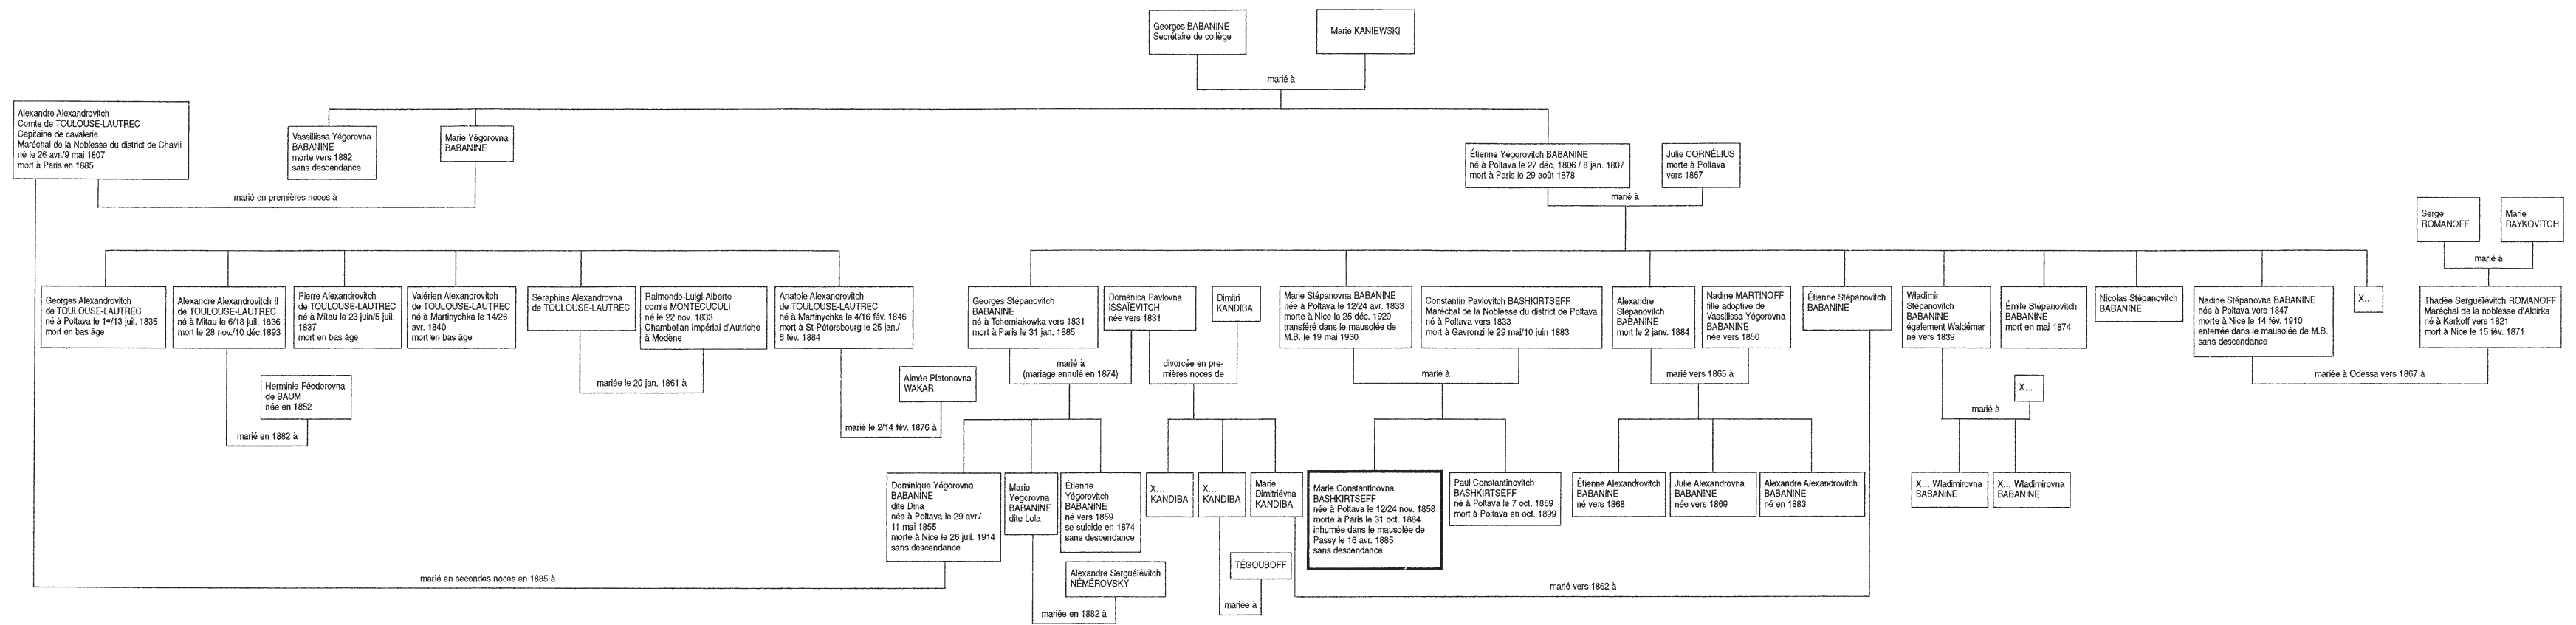 Georges BABANINE
Secrétaire de collège
Marie KANIEWSKI
marié à
Alexandre Alexandrovitch
Comte de TOULOUSE-LAUTREC
Capitaine de cavalerie
Maréchal de la Noblesse du district de Chavli
né le 26 avr./9 mai 1807
mort à Paris en 1885
Vassilissa Yégorovna
BABANINE
morte vers 1882
sans descendance
Marie Yégorovna
BABANINE
marié en premières noces à
Étienne Yégorovitch BABANINE
né à Poltava le 27 déc. 1806 / 8 jan. 1807
mort à Paris le 29 août 1878
Julie CORNÉLIUS
morte à Poltava
vers 1867
marié à
Serge
ROMANOFF
Marie
RAYKOVITCH
marié à
Georges Alexandrovitch
de TOULOUSE-LAUTREC
né à Poltava le 1er/13 juil. 1835
mort en bas âge
Alexandre Alexandrovitch II
de TOULOUSE-LAUTREC
né à Mitau le 6/18 juil. 1836
mort le 28 nov./10 déc.1893
Pierre Alexandrovitch
de TOULOUSE-LAUTREC
né à Mitau le 23 juin/5 juil.
1837
mort en bas âge
Valérien Alexandrovitch
de TOULOUSE-LAUTREC
né à Martinychka le 14/26
avr. 1840
mort en bas âge
Séraphine Alexandrovna
de TOULOUSE-LAUTREC
Raimondo-Luigi-Alberto
comte MONTECUCULI
né le 22 nov. 1833
Chambellan Impérial d'Autriche
à Modène
Anatole Alexandrovitch
de TOULOUSE-LAUTREC
né à Martinychka le 4/16 fév. 1846
mort à St-Pétersbourg le 25 jan./
6 fév. 1884
Georges Stépanovitch
BABANINE
né à Tcherniakowka vers 1831
mort à Paris le 31 jan. 1885
Doménica Pavlovna
ISSAÏEVITCH
née vers 1831
Dimitri
KANDIBA
Marie Stépanovna BABANINE
née à Poltava le 12/24 avr. 1833
morte à Nice le 25 déc. 1920
transféré dans le mausolée de
M.B. le 19 mai 1930
Constantin Pavlovitch BASHKIRTSEFF
Maréchal de la Noblesse du district de Poltava
né à Poltava vers 1833
mort à Gavronzi le 29 mai/10 juin 1883
Alexandre
Stépanovitch
BABANINE
mort le 2 janv. 1884
Nadine MARTINOFF
fille adoptive de
Vassilissa Yégorovna
BABANINE
née vers 1850
Étienne Stépanovitch
BABANINE
Wladimir
Stépanovitch
BABANINE
également Waldémar
né vers 1839
Émile Stépanovitch
BABANINE
mort en mai 1874
Nicolas Stépanovitch
BABANINE
Nadine Stépanovna BABANINE
née à Poltava vers 1847
morte à Nice le 14 fév. 1910
enterrée dans le mausolée de M.B.
sans descendance
X...
Thadée Serguéïévitch ROMANOFF
Maréchal de la noblesse d'Aktirka
né à Karkoff vers 1821
mort à Nice le 15 fév. 1871
Herminie Féodorovna
de BAUM
née en 1852
marié en 1882 à
mariée le 20 jan. 1861 à
Aimée Platonovna
WAKAR
marié le 2/14 fév. 1876 à
marié à
(mariage annulé en 1874)
divorcée en pre-
mières noces de
marié à
marié vers 1865 à
X...
marié à
mariée à Odessa vers 1867 à
Dominique Yégorovna
BABANINE
dite Dina
née à Poltava le 29 avr./
11 mai 1855
morte à Nice le 26 juil. 1914
sans descendance
Marie
Yégorovna
BABANINE
dite Lola
Étienne
Yégorovitch
BABANINE
né vers 1859
se suicide en 1874
sans descendance
X...
KANDIBA
X...
KANDIBA
Marie
Dimitriévna
KANDIBA
Marie Constantinovna
BASHKIRTSEFF
née à Poltava le 12/24 nov. 1858
morte à Paris le 31 oct. 1884
inhumée dans le mausolée de
Passy le 16 avr. 1885
sans descendance
Paul Constantinovitch
BASHKIRTSEFF
né à Poltava le 7 oct. 1859
mort à Poltava en oct. 1899
Étienne Alexandrovitch
BABANINE
né vers 1868
Julie Alexandrovna
BABANINE
née vers 1869
Alexandre Alexandrovitch
BABANINE
né en 1883
X... Wladimirovna
BABANINE
X... Wladimirovna
BABANINE
marié en secondes noces en 1885 à
Alexandre Serguéïévitch
NÉMÉROVSKY
mariée en 1882 à
TÉGOUBOFF
mariée à
marié vers 1862 à